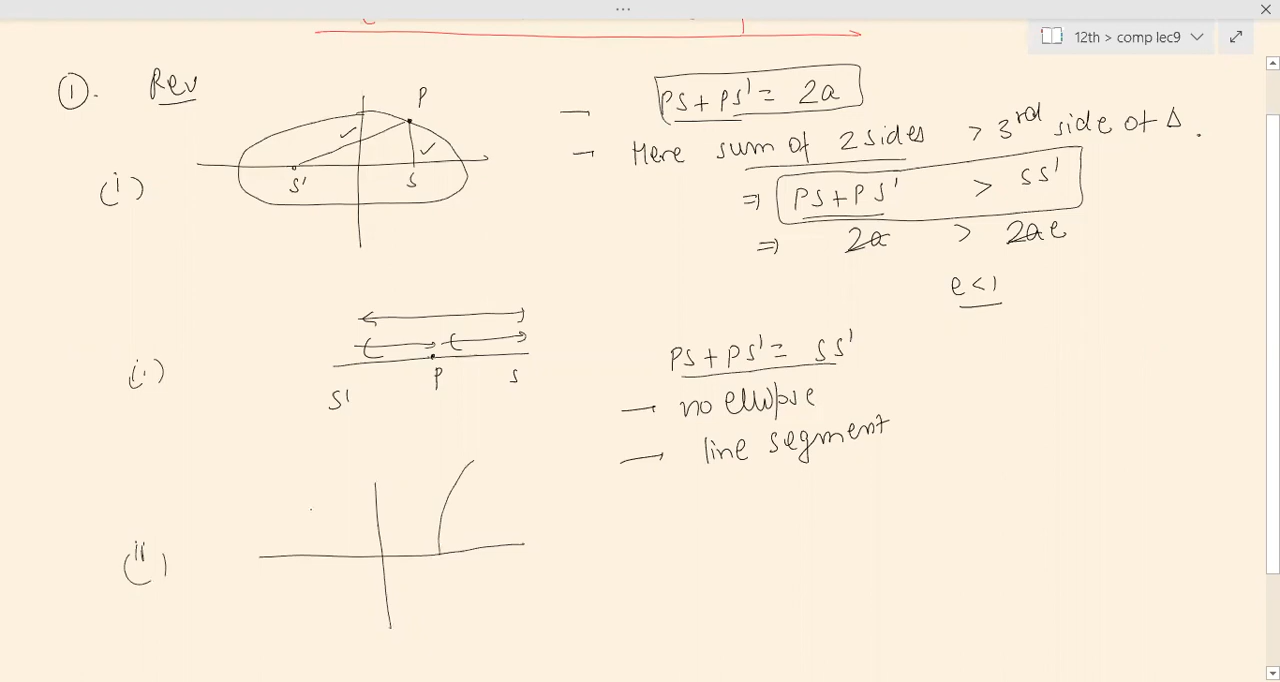 12th > comp lec9
①. Rev
(i)
P
S' S
– PS + PS' = 2a
– Here sum of 2 sides > 3rd side of Δ.
⇒ PS + PS' > SS'
⇒ 2a > 2ae
e < 1
(i)
S' P S
PS + PS' = SS'
→ no ellipse
→ line segment
(ii)